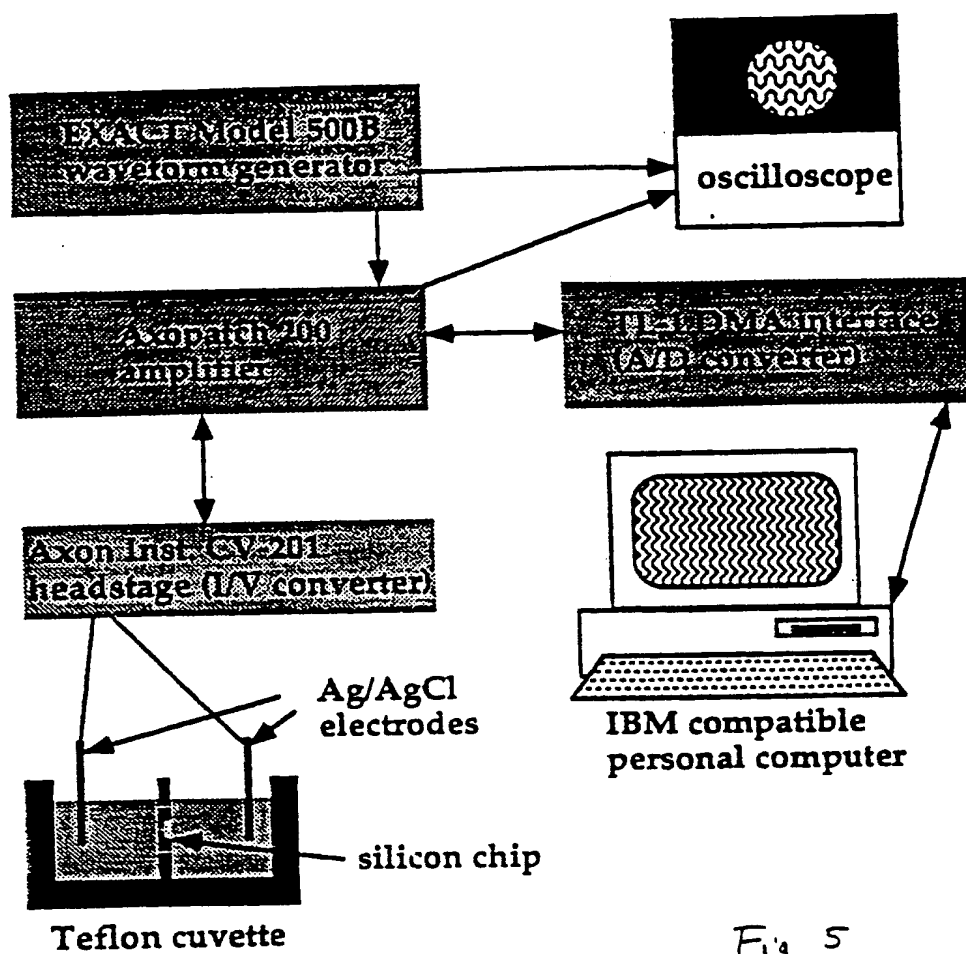 EXACT Model 500B
waveform generator
oscilloscope
Axopatch 200
amplifier
TL-1 DMA interface
(A/D converter)
Axon Inst. CV-201
headstage (I/V converter)
Ag/AgCl
electrodes
IBM compatible
personal computer
silicon chip
Teflon cuvette
Fig 5